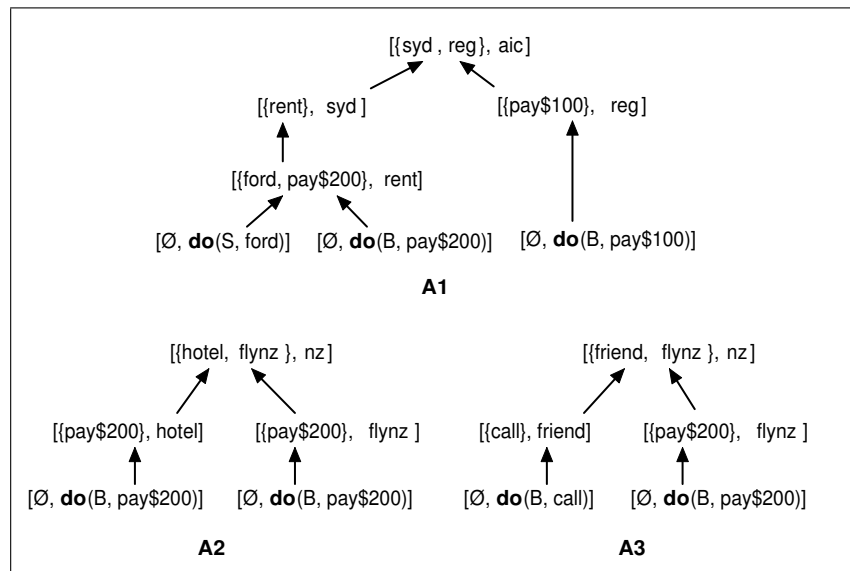 [{syd , reg}, aic]
[{rent}, syd ] [{pay$100}, reg]
[{ford, pay$200}, rent]
[Ø, do(S, ford)] [Ø, do(B, pay$200)] [Ø, do(B, pay$100)]
A1
[{hotel, flynz }, nz] [{friend, flynz }, nz]
[{pay$200}, hotel] [{pay$200}, flynz ] [{call}, friend] [{pay$200}, flynz ]
[Ø, do(B, pay$200)] [Ø, do(B, pay$200)] [Ø, do(B, call)] [Ø, do(B, pay$200)]
A2 A3